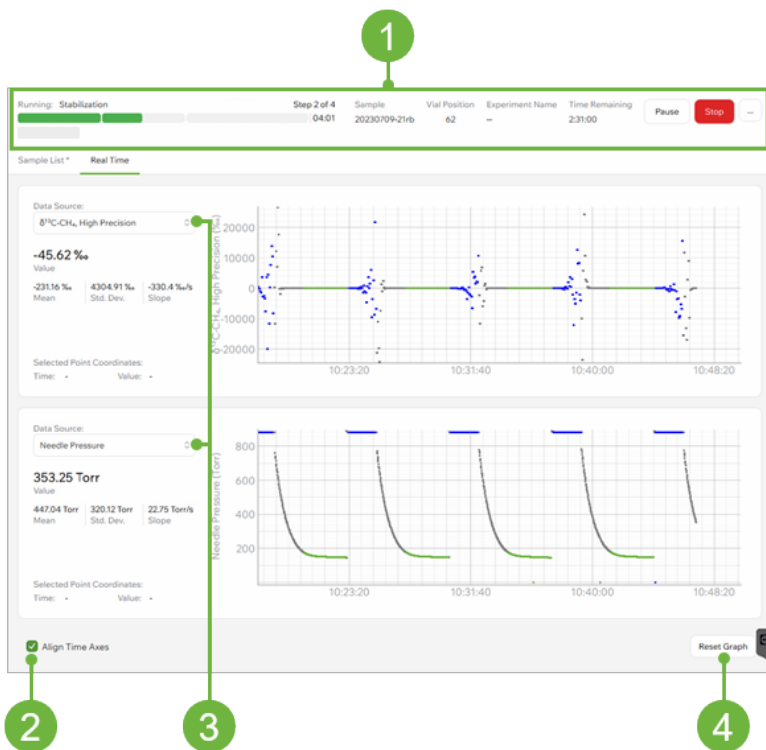 1
Running: Stabilization
Step 2 of 4
04:01
Sample
20230709-21rb
Vial Position
62
Experiment Name
–
Time Remaining
2:31:00
Pause
Stop
...
Sample List *
Real Time
Data Source:
δ¹³C-CH₄, High Precision
-45.62 ‰
Value
-231.16 ‰
Mean
4304.91 ‰
Std. Dev.
-330.4 ‰/s
Slope
Selected Point Coordinates:
Time: - Value: -
δ¹³C-CH₄, High Precision (‰)
20000
10000
0
-10000
-20000
10:23:20
10:31:40
10:40:00
10:48:20
Data Source:
Needle Pressure
353.25 Torr
Value
447.04 Torr
Mean
320.12 Torr
Std. Dev.
22.75 Torr/s
Slope
Selected Point Coordinates:
Time: - Value: -
Needle Pressure (Torr)
800
600
400
200
10:23:20
10:31:40
10:40:00
10:48:20
Align Time Axes
Reset Graph
2
3
4